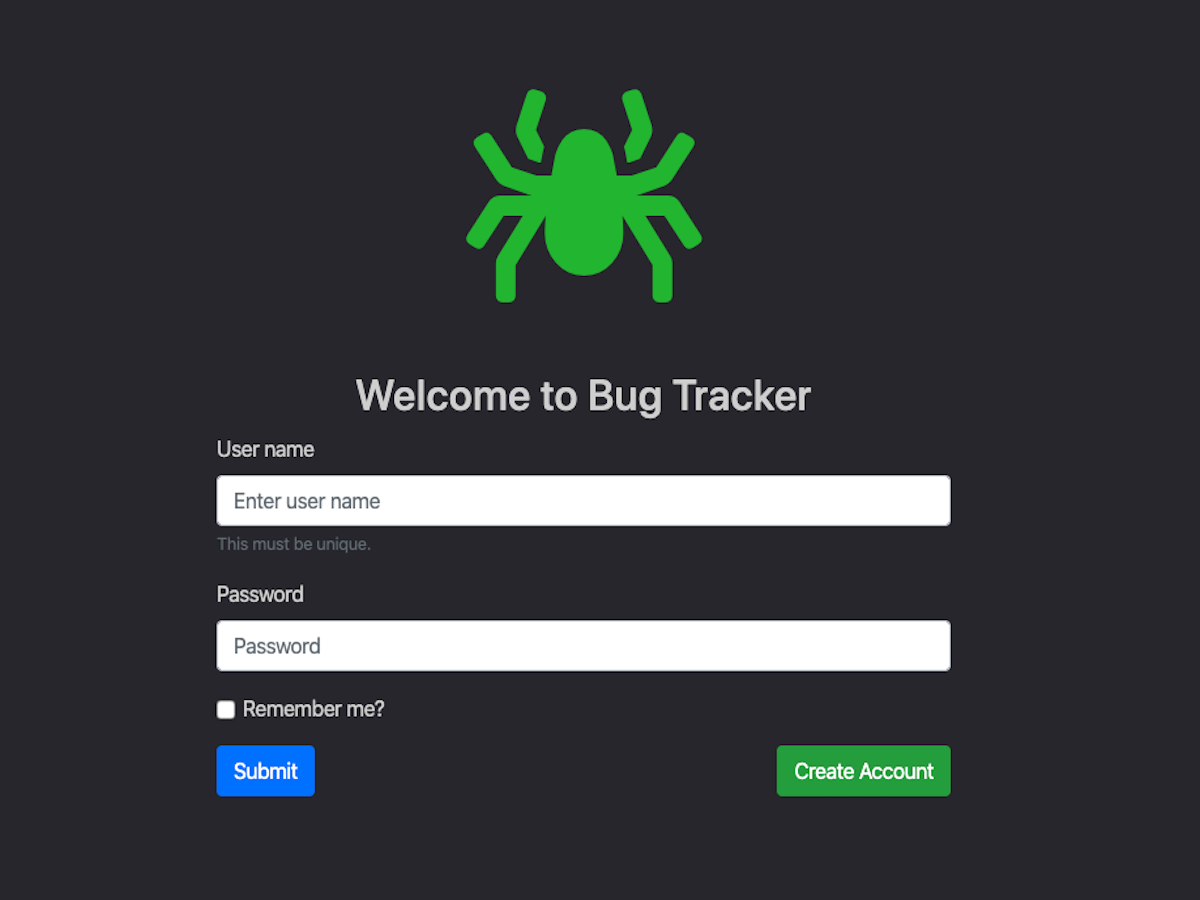 Welcome to Bug Tracker
User name
Enter user name
This must be unique.
Password
Password
Remember me?
Submit
Create Account